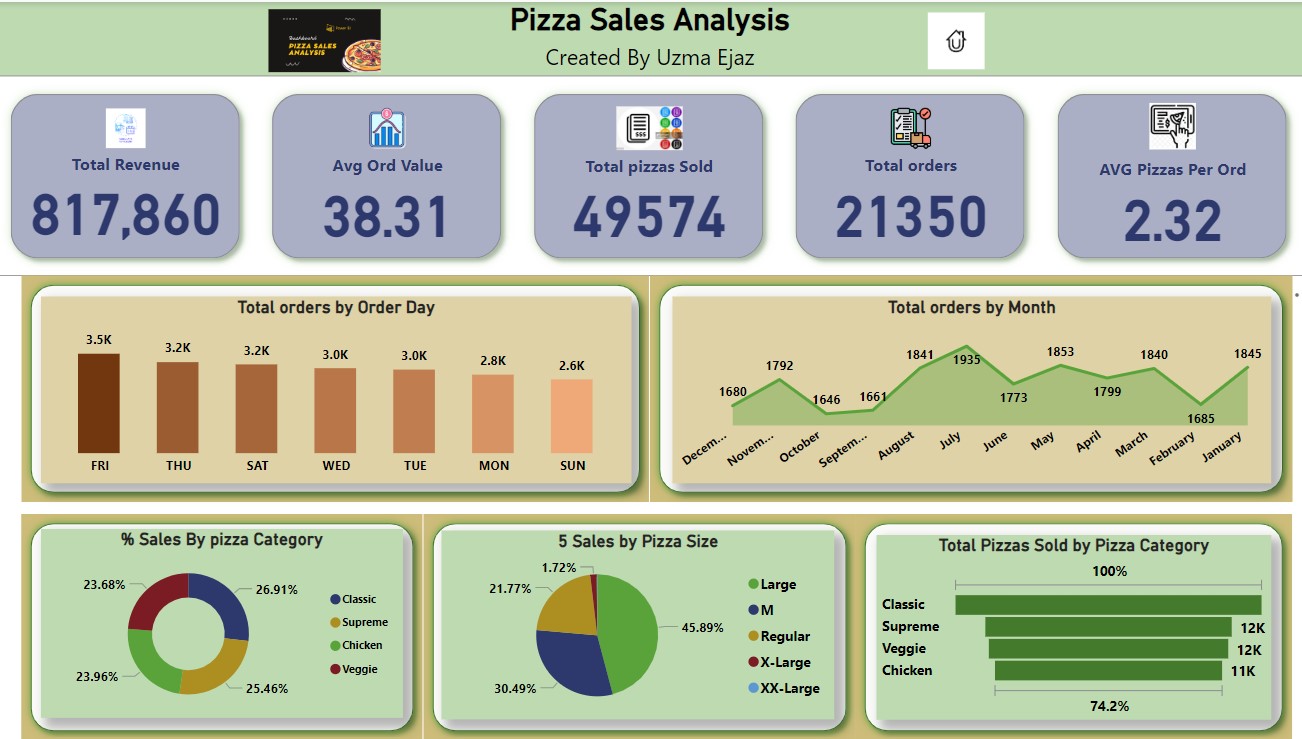 Pizza Sales Analysis
Created By Uzma Ejaz
Power BI
Dashboard
PIZZA SALES
ANALYSIS
Total Revenue
817,860
Avg Ord Value
38.31
Total pizzas Sold
49574
Total orders
21350
AVG Pizzas Per Ord
2.32
Total orders by Order Day
3.5K
3.2K
3.2K
3.0K
3.0K
2.8K
2.6K
FRI
THU
SAT
WED
TUE
MON
SUN
Total orders by Month
1680
1792
1646
1661
1841
1935
1773
1853
1799
1840
1685
1845
Decem...
Novem...
October
Septem...
August
July
June
May
April
March
February
January
% Sales By pizza Category
23.68%
26.91%
23.96%
25.46%
Classic
Supreme
Chicken
Veggie
5 Sales by Pizza Size
1.72%
21.77%
45.89%
30.49%
Large
M
Regular
X-Large
XX-Large
Total Pizzas Sold by Pizza Category
100%
Classic
Supreme 12K
Veggie 12K
Chicken 11K
74.2%